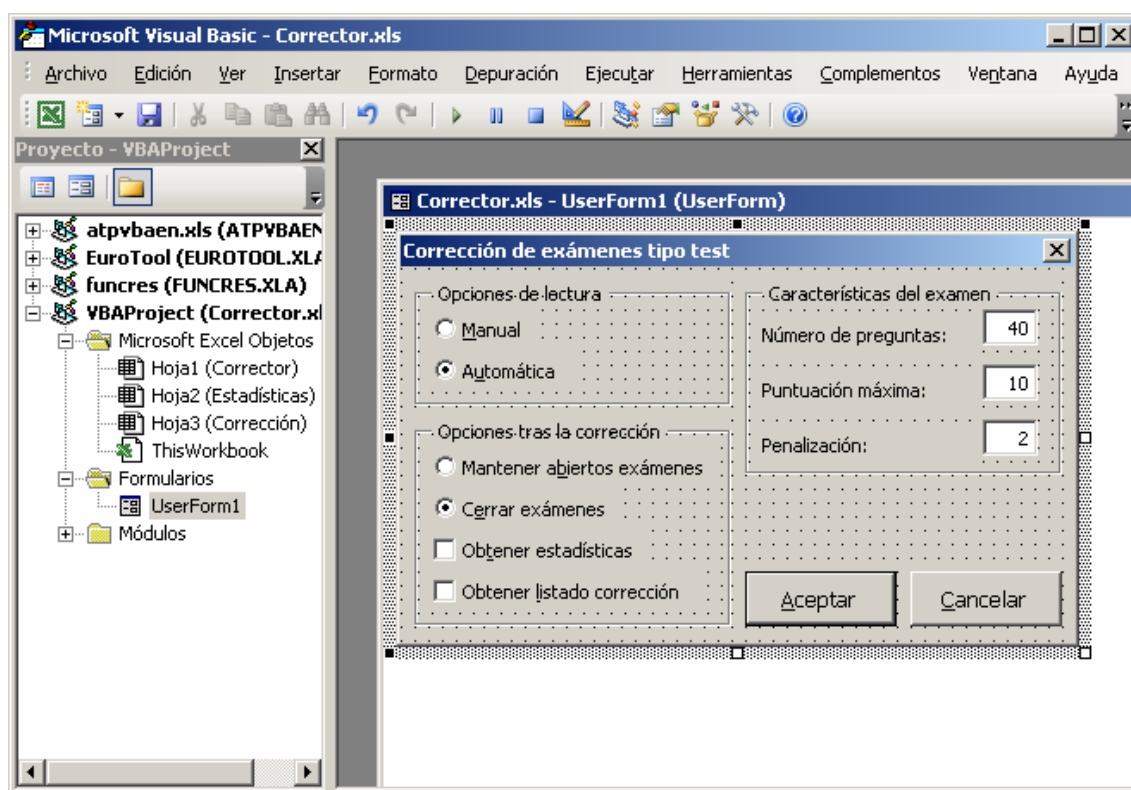 Microsoft Visual Basic - Corrector.xls
Archivo Edición Ver Insertar Formato Depuración Ejecutar Herramientas Complementos Ventana Ayuda
Proyecto - VBAProject
atpvbaen.xls (ATPVBAEN
EuroTool (EUROTOOL.XLA
funcres (FUNCRES.XLA)
VBAProject (Corrector.xl
Microsoft Excel Objetos
Hoja1 (Corrector)
Hoja2 (Estadísticas)
Hoja3 (Corrección)
ThisWorkbook
Formularios
UserForm1
Módulos
Corrector.xls - UserForm1 (UserForm)
Corrección de exámenes tipo test
Opciones de lectura
Manual
Automática
Opciones tras la corrección
Mantener abiertos exámenes
Cerrar exámenes
Obtener estadísticas
Obtener listado corrección
Características del examen
Número de preguntas: 40
Puntuación máxima: 10
Penalización: 2
Aceptar Cancelar